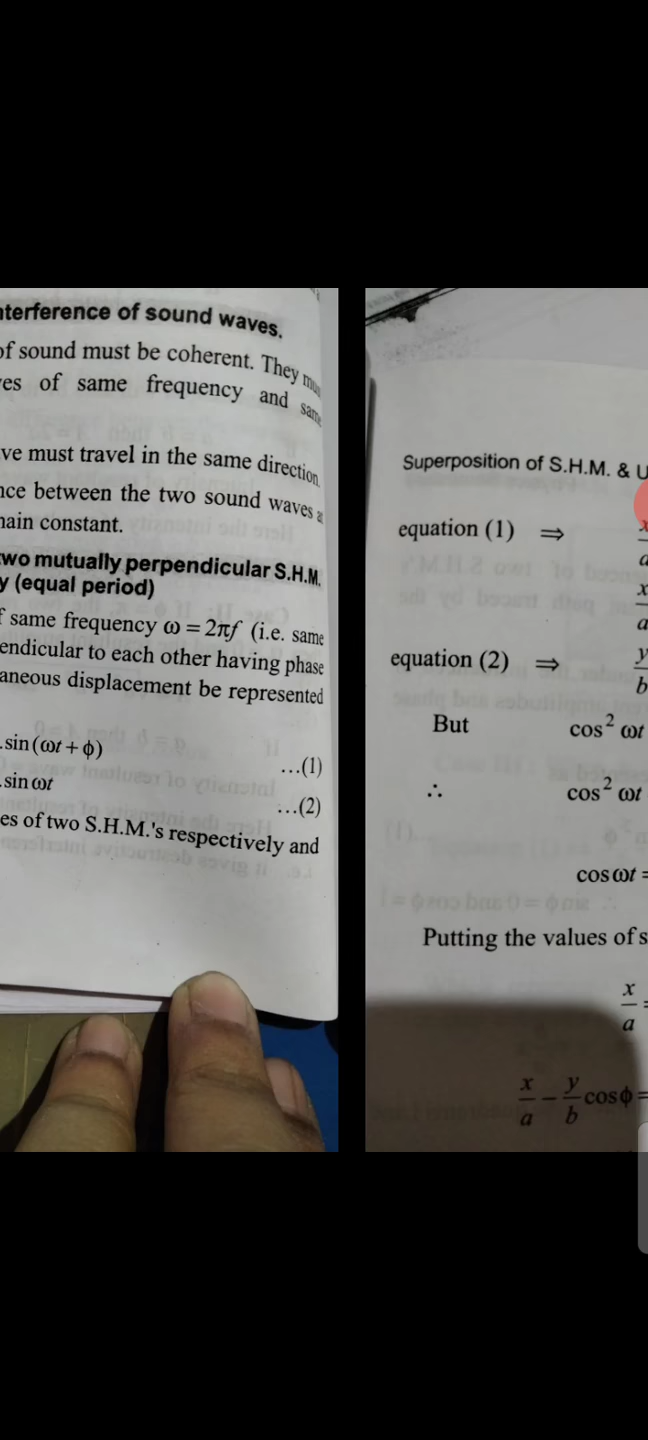 nterference of sound waves.
of sound must be coherent. They
es of same frequency and same
ve must travel in the same direction
nce between the two sound waves
main constant.
two mutually perpendicular S.H.M.
y (equal period)
f same frequency ω = 2πf (i.e. same
endicular to each other having phase
aneous displacement be represented
. sin (ωt + ϕ) ...(1)
. sin ωt ...(2)
es of two S.H.M.'s respectively and
Superposition of S.H.M. & U
equation (1) ⇒ x/a
x/a
equation (2) ⇒ y/b
But cos² ωt
∴ cos² ωt
cos ωt =
Putting the values of s
x/a =
x/a − y/b cos ϕ =